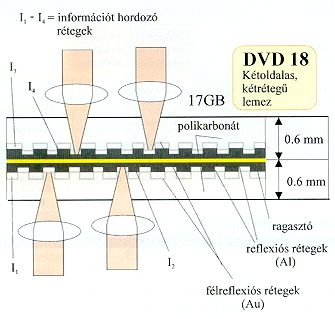 I₁ - I₄ = információt hordozó
rétegek
I₃
I₄
DVD 18
Kétoldalas,
kétrétegű
lemez
17GB
polikarbonát
0.6 mm
0.6 mm
ragasztó
reflexiós rétegek
(Al)
I₁
I₂
félreflexiós rétegek
(Au)